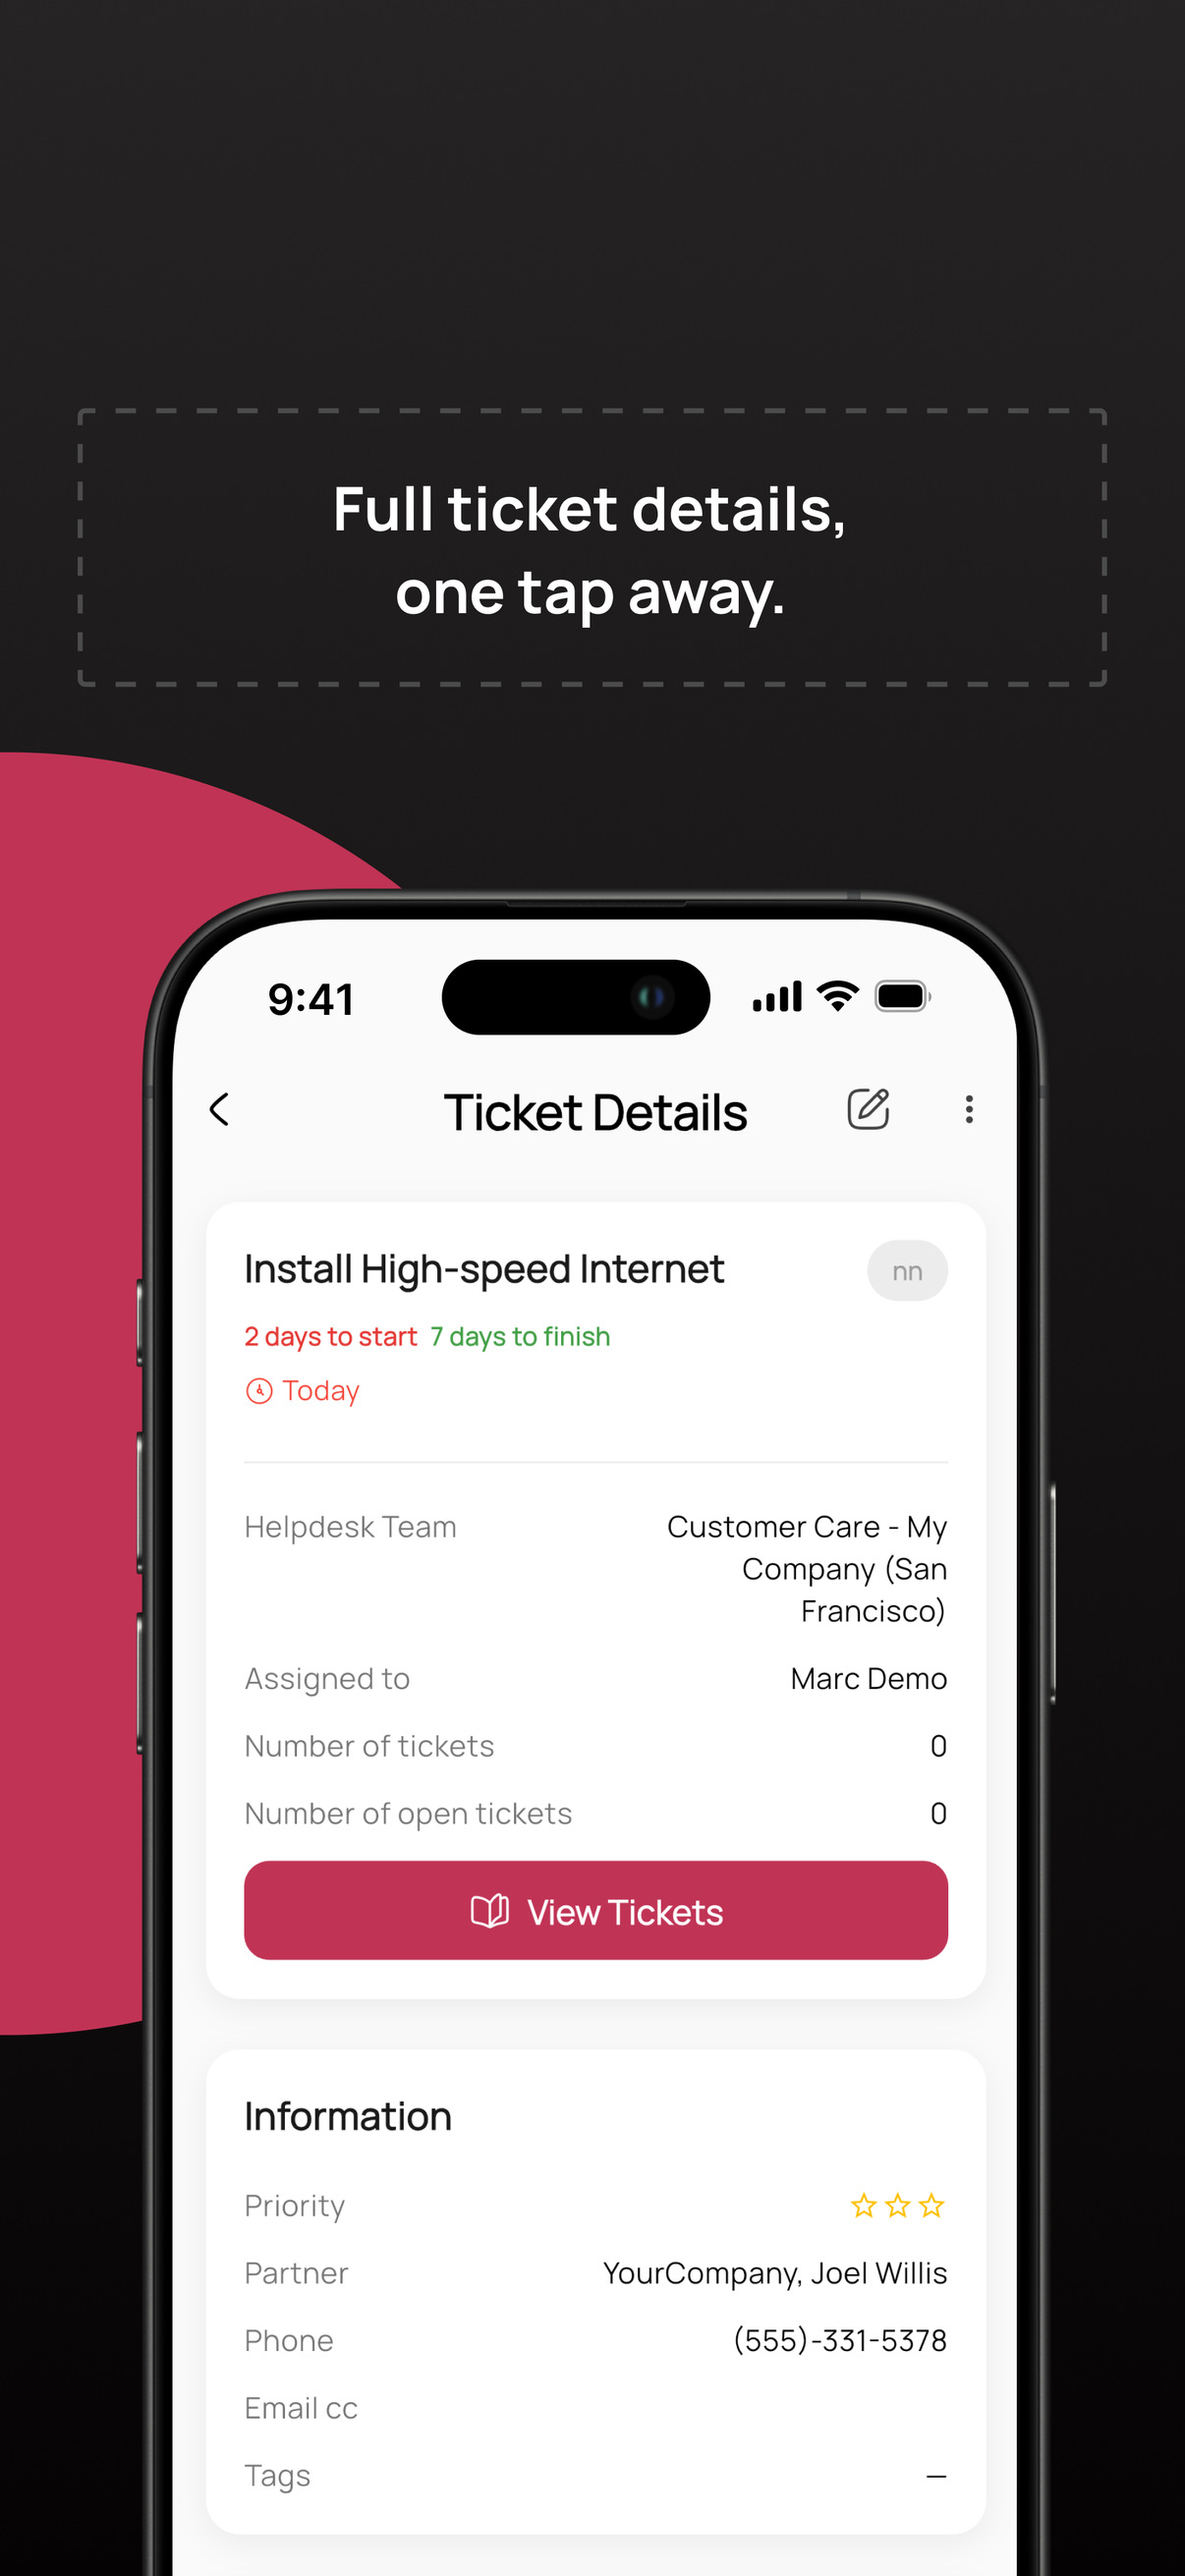 Full ticket details,
one tap away.
9:41
Ticket Details
Install High-speed Internet
nn
2 days to start 7 days to finish
Today
Helpdesk Team
Customer Care - My
Company (San
Francisco)
Assigned to
Marc Demo
Number of tickets
0
Number of open tickets
0
View Tickets
Information
Priority
Partner
YourCompany, Joel Willis
Phone
(555)-331-5378
Email cc
Tags
–